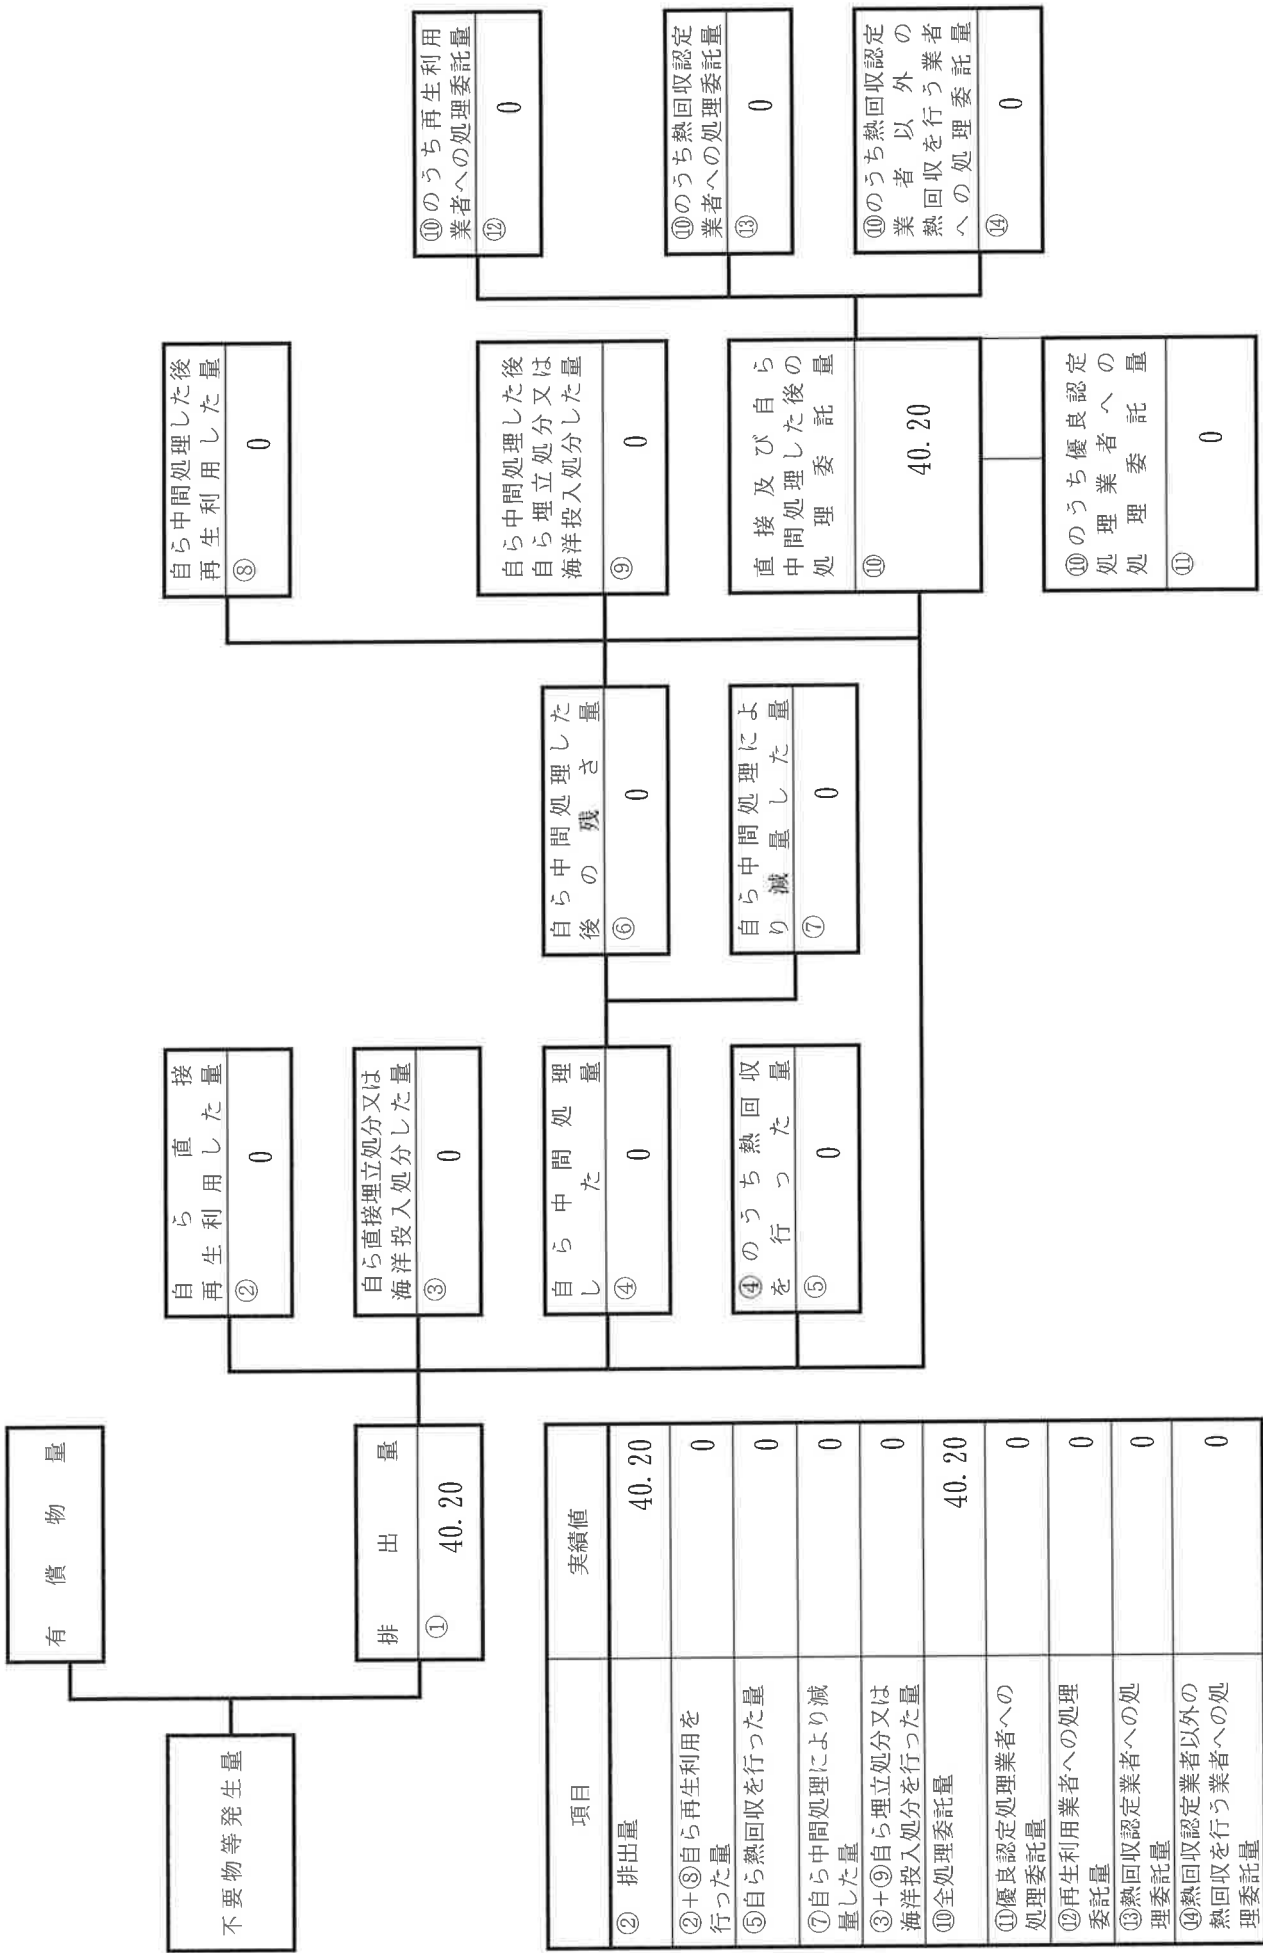 有償物量
不要物等発生量
排出量
① 40.20
自ら直接
再生利用した量
② 0
自ら直接埋立処分又は
海洋投入処分した量
③ 0
自ら中間処理
した量
④ 0
④のうち熱回収
を行った量
⑤ 0
自ら中間処理した
後の残さ量
⑥ 0
自ら中間処理によ
り減量した量
⑦ 0
自ら中間処理した後
再生利用した量
⑧ 0
自ら中間処理した後
自ら埋立処分又は
海洋投入処分した量
⑨ 0
直接及び自ら
中間処理した後の
処理委託量
⑩ 40.20
⑩のうち優良認定
処理業者への
処理委託量
⑪ 0
⑩のうち再生利用
業者への処理委託量
⑫ 0
⑩のうち熱回収認定
業者への処理委託量
⑬ 0
⑩のうち熱回収認定
業者以外の
熱回収を行う業者
への処理委託量
⑭ 0
項目 実績値
② 排出量 40.20
②+⑧自ら再生利用を
行った量 0
⑤自ら熱回収を行った量 0
⑦自ら中間処理により減
量した量 0
③+⑨自ら埋立処分又は
海洋投入処分を行った量 0
⑩全処理委託量 40.20
⑪優良認定処理業者への
処理委託量 0
⑫再生利用業者への処理
委託量 0
⑬熱回収認定業者への処
理委託量 0
⑭熱回収認定業者以外の
熱回収を行う業者への処
理委託量 0